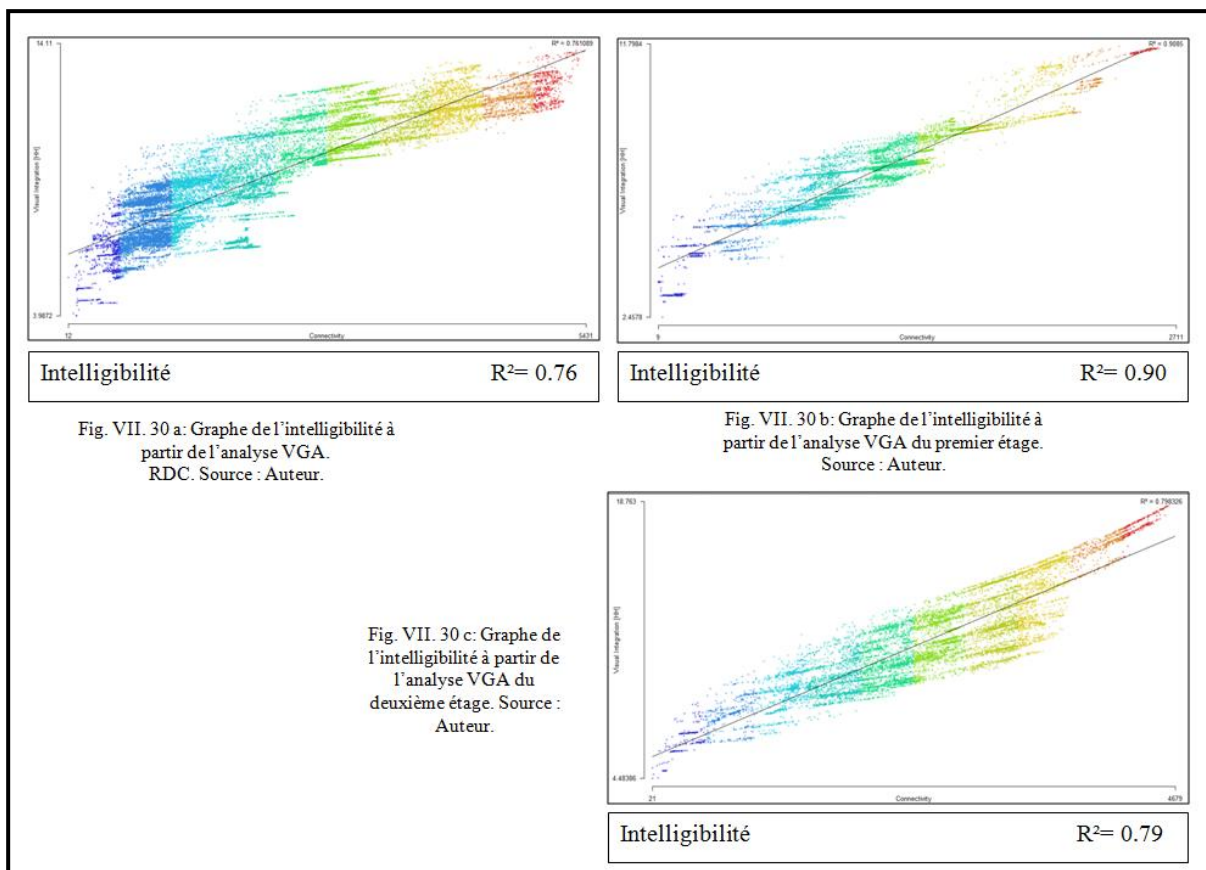 14.11
R² = 0.761089
Visual Integration [HH]
3.9872
12
Connectivity
5431
Intelligibilité R²= 0.76
Fig. VII. 30 a: Graphe de l’intelligibilité à
partir de l’analyse VGA.
RDC. Source : Auteur.
11.7984
R² = 0.9085
Visual Integration [HH]
2.4578
9
Connectivity
2711
Intelligibilité R²= 0.90
Fig. VII. 30 b: Graphe de l’intelligibilité à
partir de l’analyse VGA du premier étage.
Source : Auteur.
Fig. VII. 30 c: Graphe de
l’intelligibilité à partir de
l’analyse VGA du
deuxième étage. Source :
Auteur.
18.763
R² = 0.798326
Visual Integration [HH]
4.48386
21
Connectivity
4679
Intelligibilité R²= 0.79